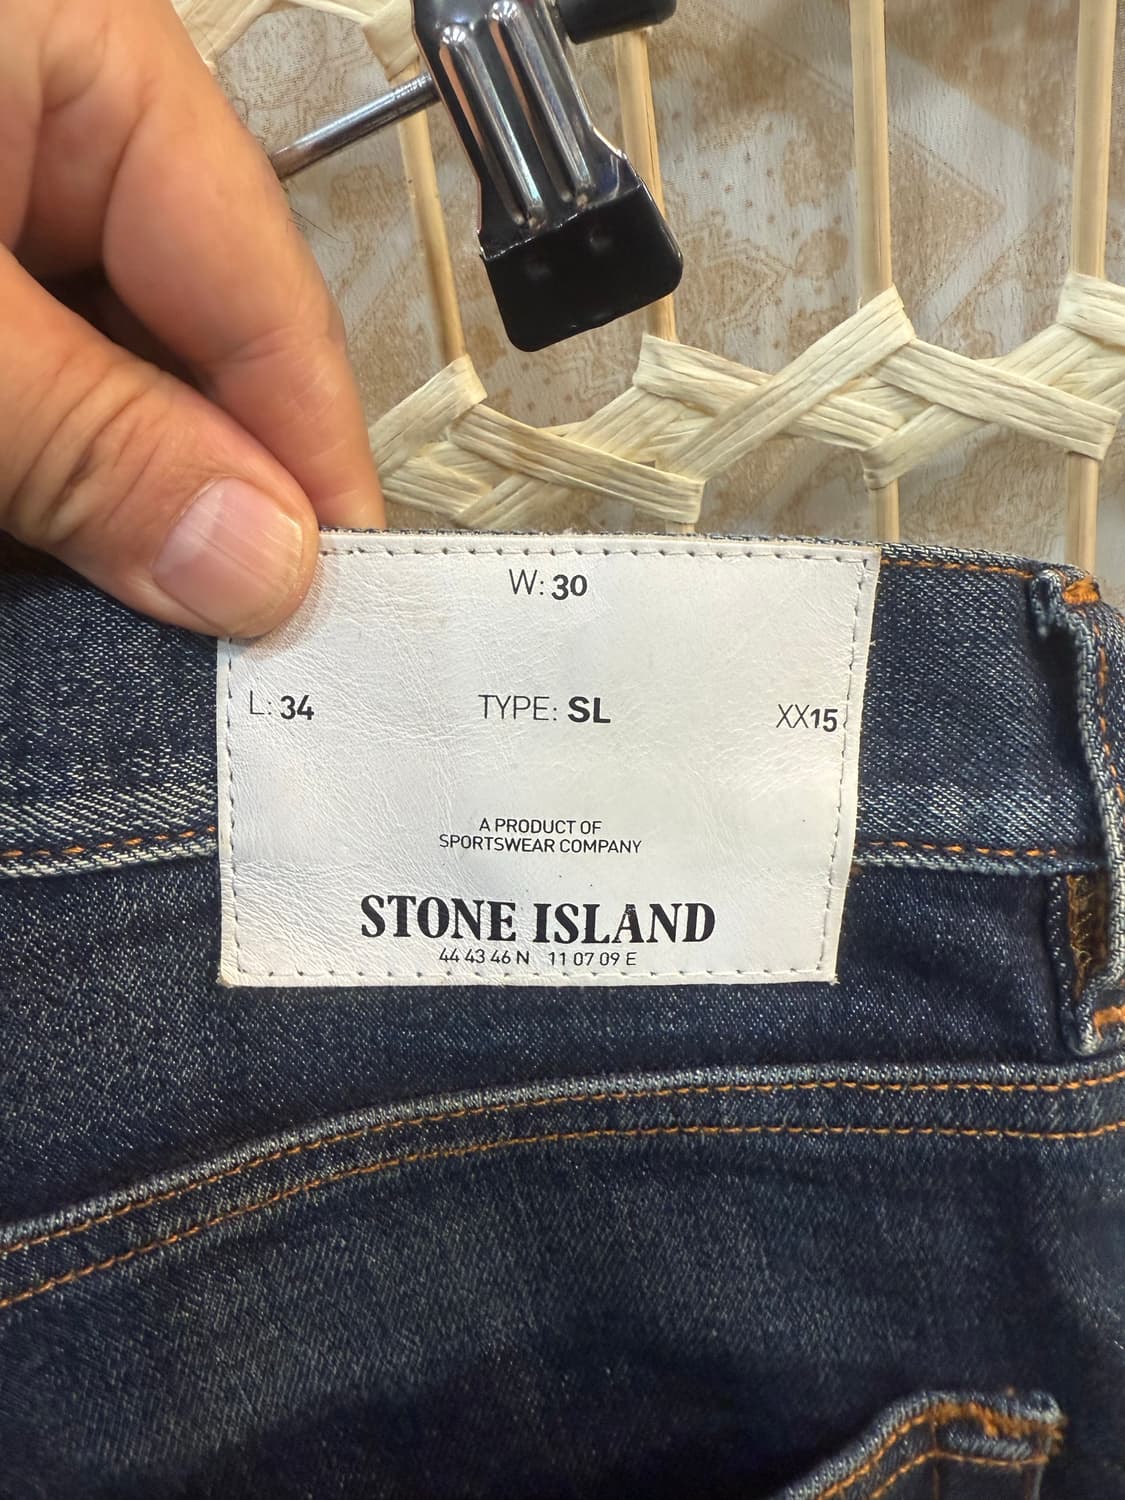 W: 30
L: 34 TYPE: SL XX15
A PRODUCT OF
SPORTSWEAR COMPANY
STONE ISLAND
44 43 46 N 11 07 09 E